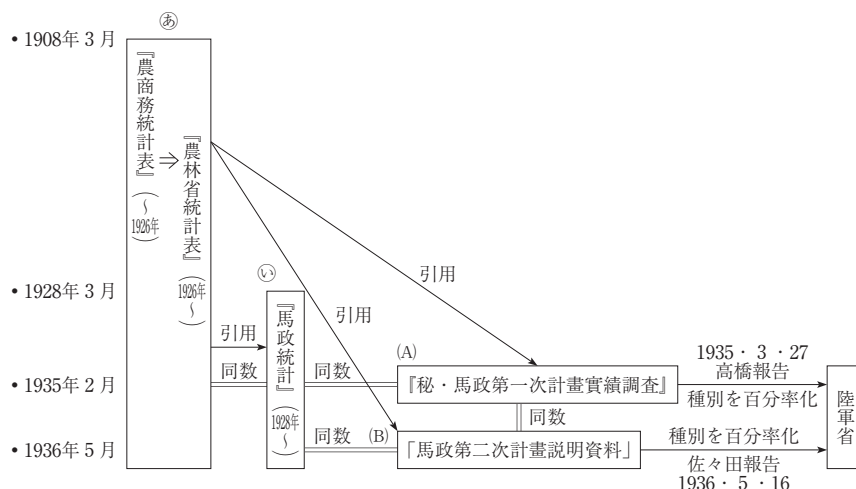 あ
• 1908年3月
『農商務統計表』(～1926年)
⇒
『農林省統計表』(1926年～)
• 1928年3月
い
『馬政統計』(1928年～)
引用
引用
引用
同数
同数
• 1935年2月
(A)
『秘・馬政第一次計畫實績調査』
1935・3・27
高橋報告
種別を百分率化
陸軍省
同数
• 1936年5月
同数
(B)
「馬政第二次計畫説明資料」
種別を百分率化
佐々田報告
1936・5・16